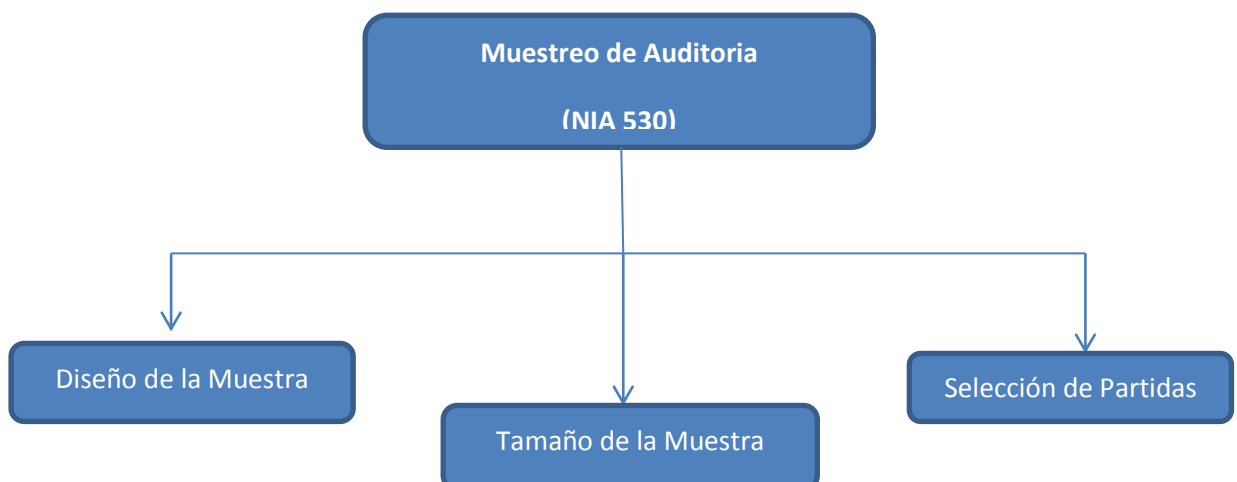 Muestreo de Auditoria
(NIA 530)
Diseño de la Muestra
Tamaño de la Muestra
Selección de Partidas